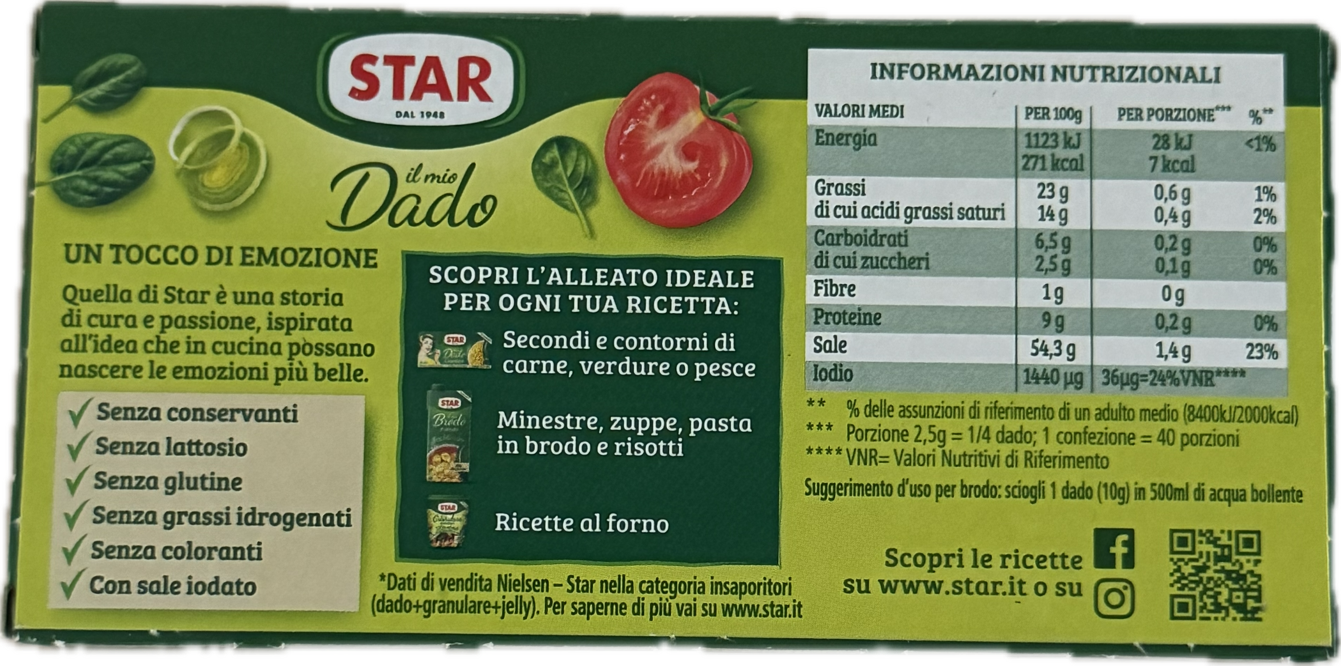 STAR
DAL 1948
il mio
Dado
UN TOCCO DI EMOZIONE
Quella di Star è una storia
di cura e passione, ispirata
all'idea che in cucina possano
nascere le emozioni più belle.
Senza conservanti
Senza lattosio
Senza glutine
Senza grassi idrogenati
Senza coloranti
Con sale iodato
SCOPRI L'ALLEATO IDEALE
PER OGNI TUA RICETTA:
STAR
Dado
Secondi e contorni di
carne, verdure o pesce
STAR
Brodo
Minestre, zuppe, pasta
in brodo e risotti
STAR
Ricette al forno
*Dati di vendita Nielsen – Star nella categoria insaporitori
(dado+granulare+jelly). Per saperne di più vai su www.star.it
INFORMAZIONI NUTRIZIONALI
VALORI MEDI PER 100g PER PORZIONE*** %**
Energia 1123 kJ 28 kJ <1%
271 kcal 7 kcal
Grassi 23 g 0,6 g 1%
di cui acidi grassi saturi 14 g 0,4 g 2%
Carboidrati 6,5 g 0,2 g 0%
di cui zuccheri 2,5 g 0,1 g 0%
Fibre 1 g 0 g
Proteine 9 g 0,2 g 0%
Sale 54,3 g 1,4 g 23%
Iodio 1440 µg 36µg=24%VNR****
** % delle assunzioni di riferimento di un adulto medio (8400kJ/2000kcal)
*** Porzione 2,5g = 1/4 dado; 1 confezione = 40 porzioni
**** VNR= Valori Nutritivi di Riferimento
Suggerimento d'uso per brodo: sciogli 1 dado (10g) in 500ml di acqua bollente
Scopri le ricette
su www.star.it o su